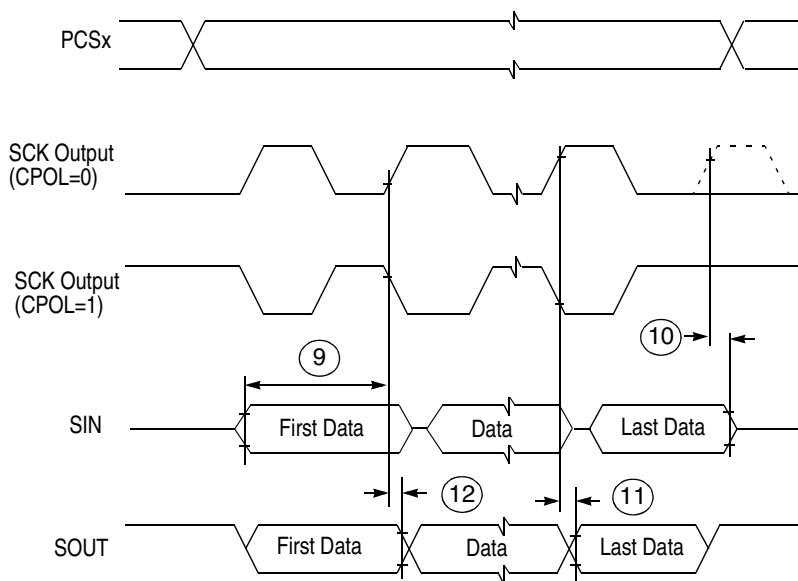 PCSx
SCK Output
(CPOL=0)
SCK Output
(CPOL=1)
10
9
SIN
First Data
Data
Last Data
12
11
SOUT
First Data
Data
Last Data